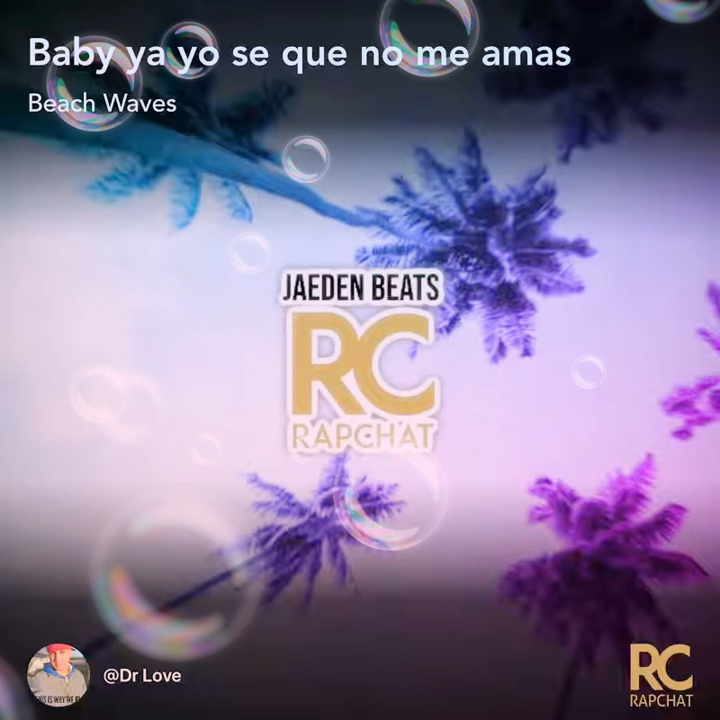 Baby ya yo se que no me amas
Beach Waves
JAEDEN BEATS
RC
RAPCHAT
@Dr Love
RC
RAPCHAT